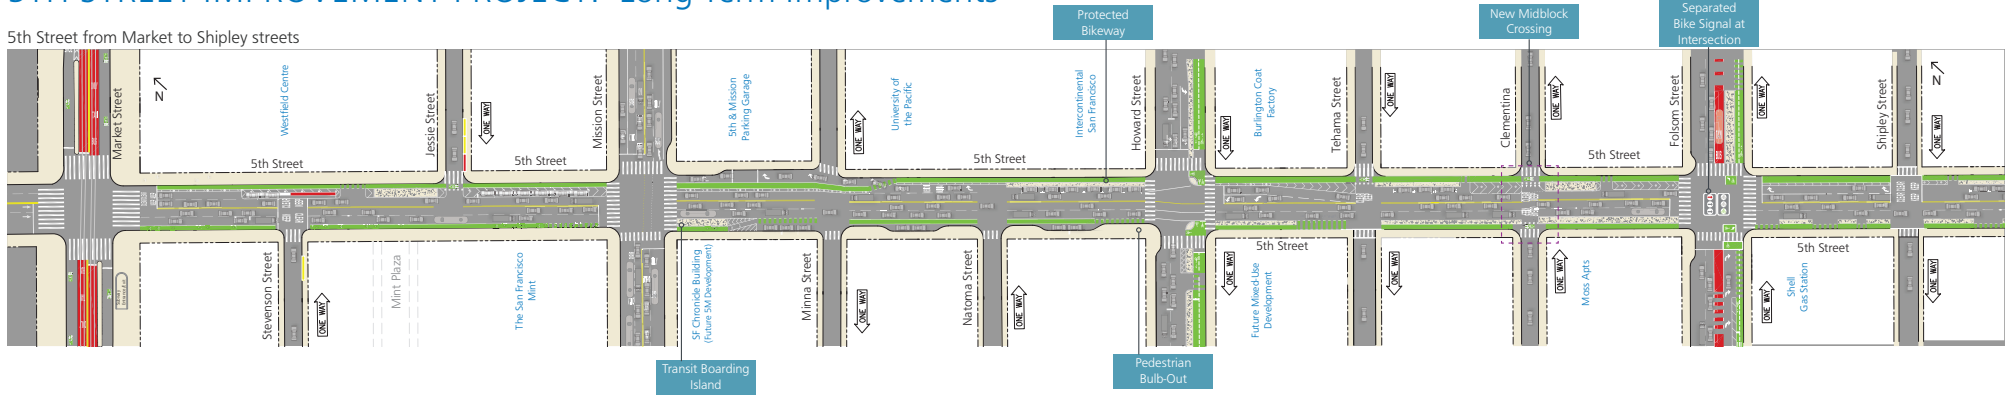 5TH STREET IMPROVEMENT PROJECT: Long-Term Improvements
5th Street from Market to Shipley streets
Protected
Bikeway
New Midblock
Crossing
Separated
Bike Signal at
Intersection
N
Market Street
Westfield Centre
Jessie Street
ONE WAY
Mission Street
5th & Mission
Parking Garage
ONE WAY
University of
the Pacific
Intercontinental
San Francisco
Howard Street
ONE WAY
Burlington Coat
Factory
Tehama Street
ONE WAY
Clementina
ONE WAY
Folsom Street
ONE WAY
Shipley Street
ONE WAY
N
5th Street
5th Street
5th Street
5th Street
5th Street
5th Street
Stevenson Street
ONE WAY
Mint Plaza
The San Francisco
Mint
SF Chronicle Building
(Future 5M Development)
Minna Street
ONE WAY
Natoma Street
ONE WAY
ONE WAY
Future Mixed-Use
Development
ONE WAY
ONE WAY
Moss Apts
ONE WAY
Shell
Gas Station
ONE WAY
Transit Boarding
Island
Pedestrian
Bulb-Out